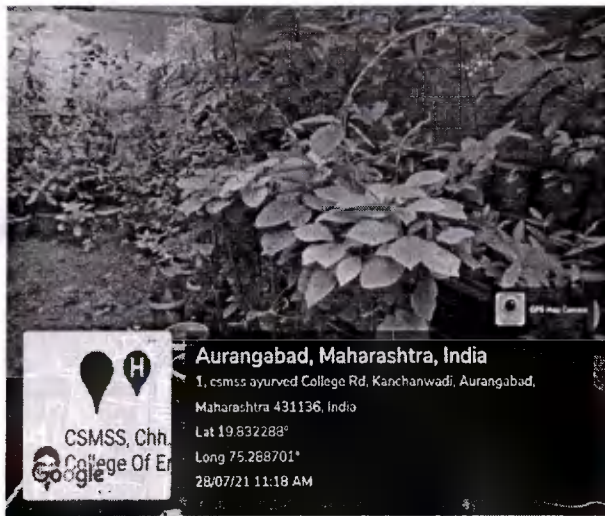 GPS Map Camera
Aurangabad, Maharashtra, India
1, csmss ayurved College Rd, Kanchanwadi, Aurangabad,
Maharashtra 431136, India
Lat 19.832288°
Long 75.288701°
28/07/21 11:18 AM
H
CSMSS, Chh.
College Of En
Google